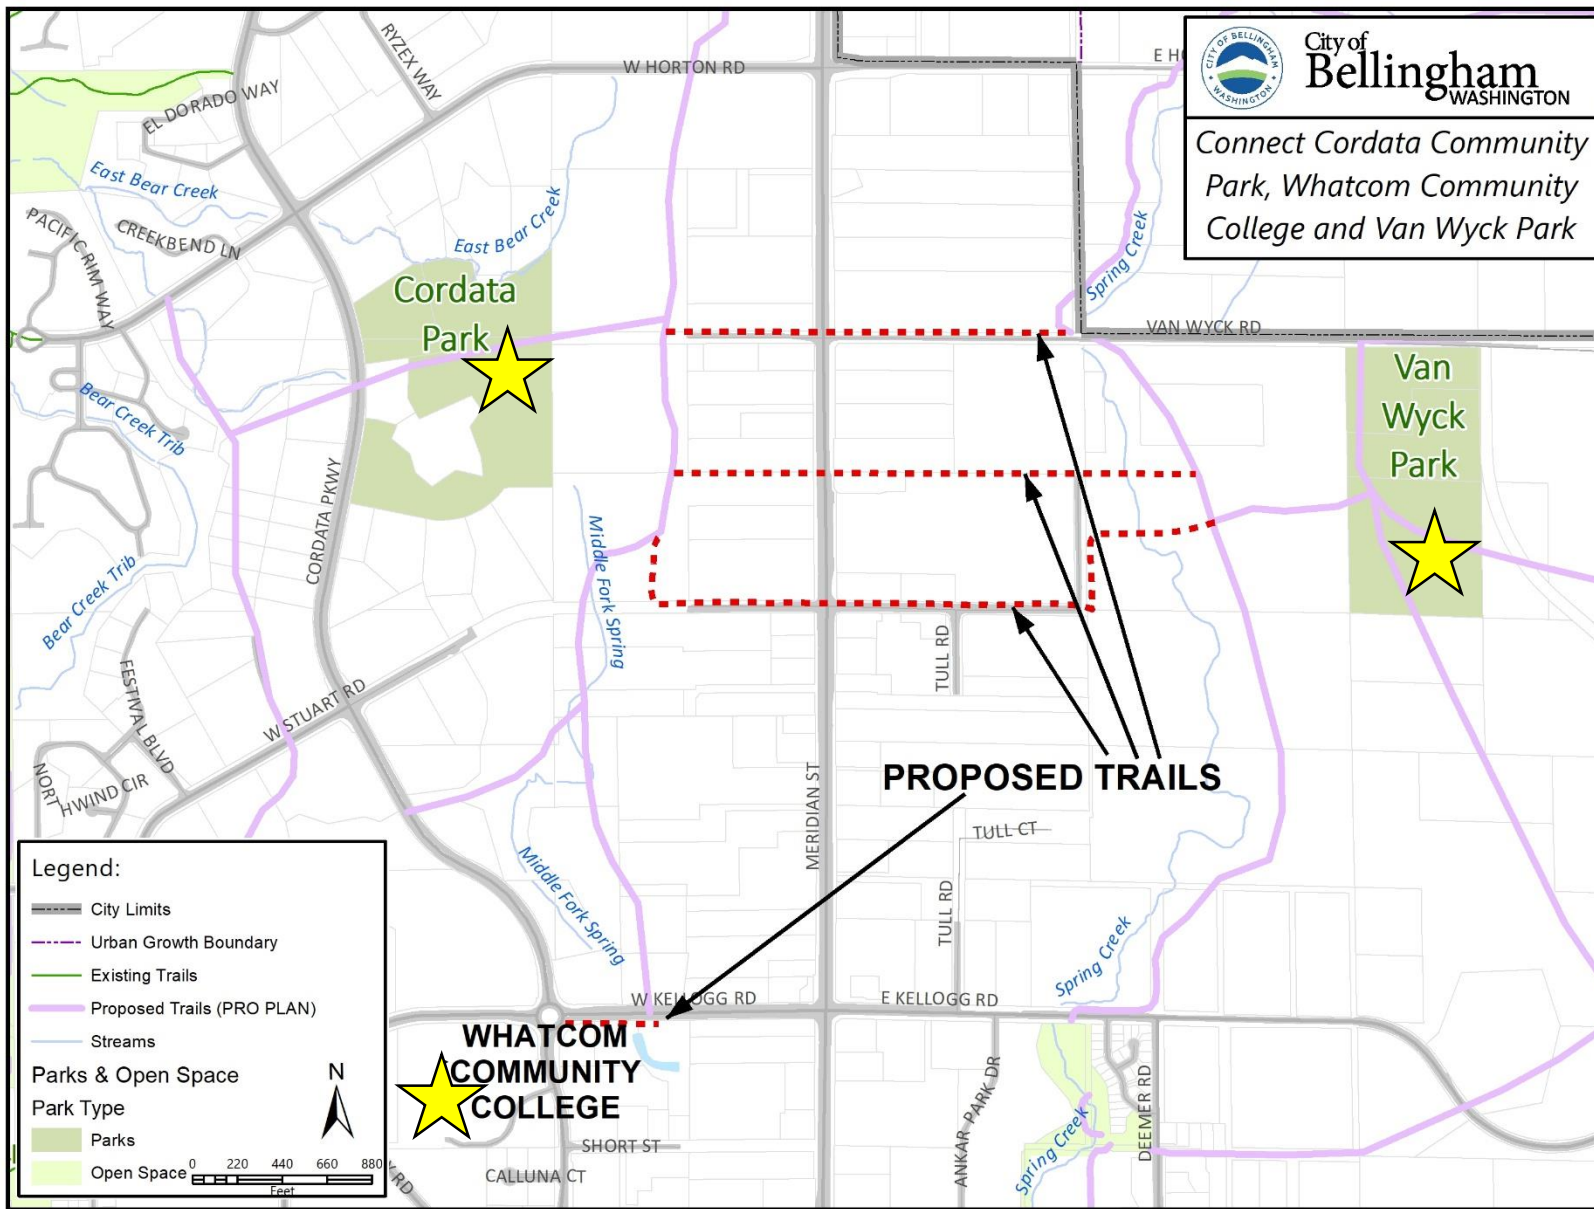 RYZEX WAY
W HORTON RD
E HO
CITY OF BELLINGHAM
WASHINGTON
City of
Bellingham
WASHINGTON
Connect Cordata Community
Park, Whatcom Community
College and Van Wyck Park
EL DORADO WAY
East Bear Creek
PACIFIC RIM WAY
CREEKBEND LN
East Bear Creek
Spring Creek
Cordata
Park
VAN WYCK RD
Van
Wyck
Park
Bear Creek Trib
CORDATA PKWY
Middle Fork Spring
Bear Creek Trib
TULL RD
FESTIVAL BLVD
W STUART RD
NORT
HWIND CIR
MERIDIAN ST
PROPOSED TRAILS
TULL CT
Middle Fork Spring
TULL RD
Spring Creek
W KELLOGG RD
E KELLOGG RD
WHATCOM
COMMUNITY
COLLEGE
ANKAR PARK DR
DEEMER RD
Spring Creek
SHORT ST
CALLUNA CT
RD
Legend:
City Limits
Urban Growth Boundary
Existing Trails
Proposed Trails (PRO PLAN)
Streams
Parks & Open Space
Park Type
Parks
Open Space
N
0 220 440 660 880
Feet